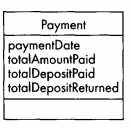 Payment
paymentDate
totalAmountPaid
totalDepositPaid
totalDepositReturned